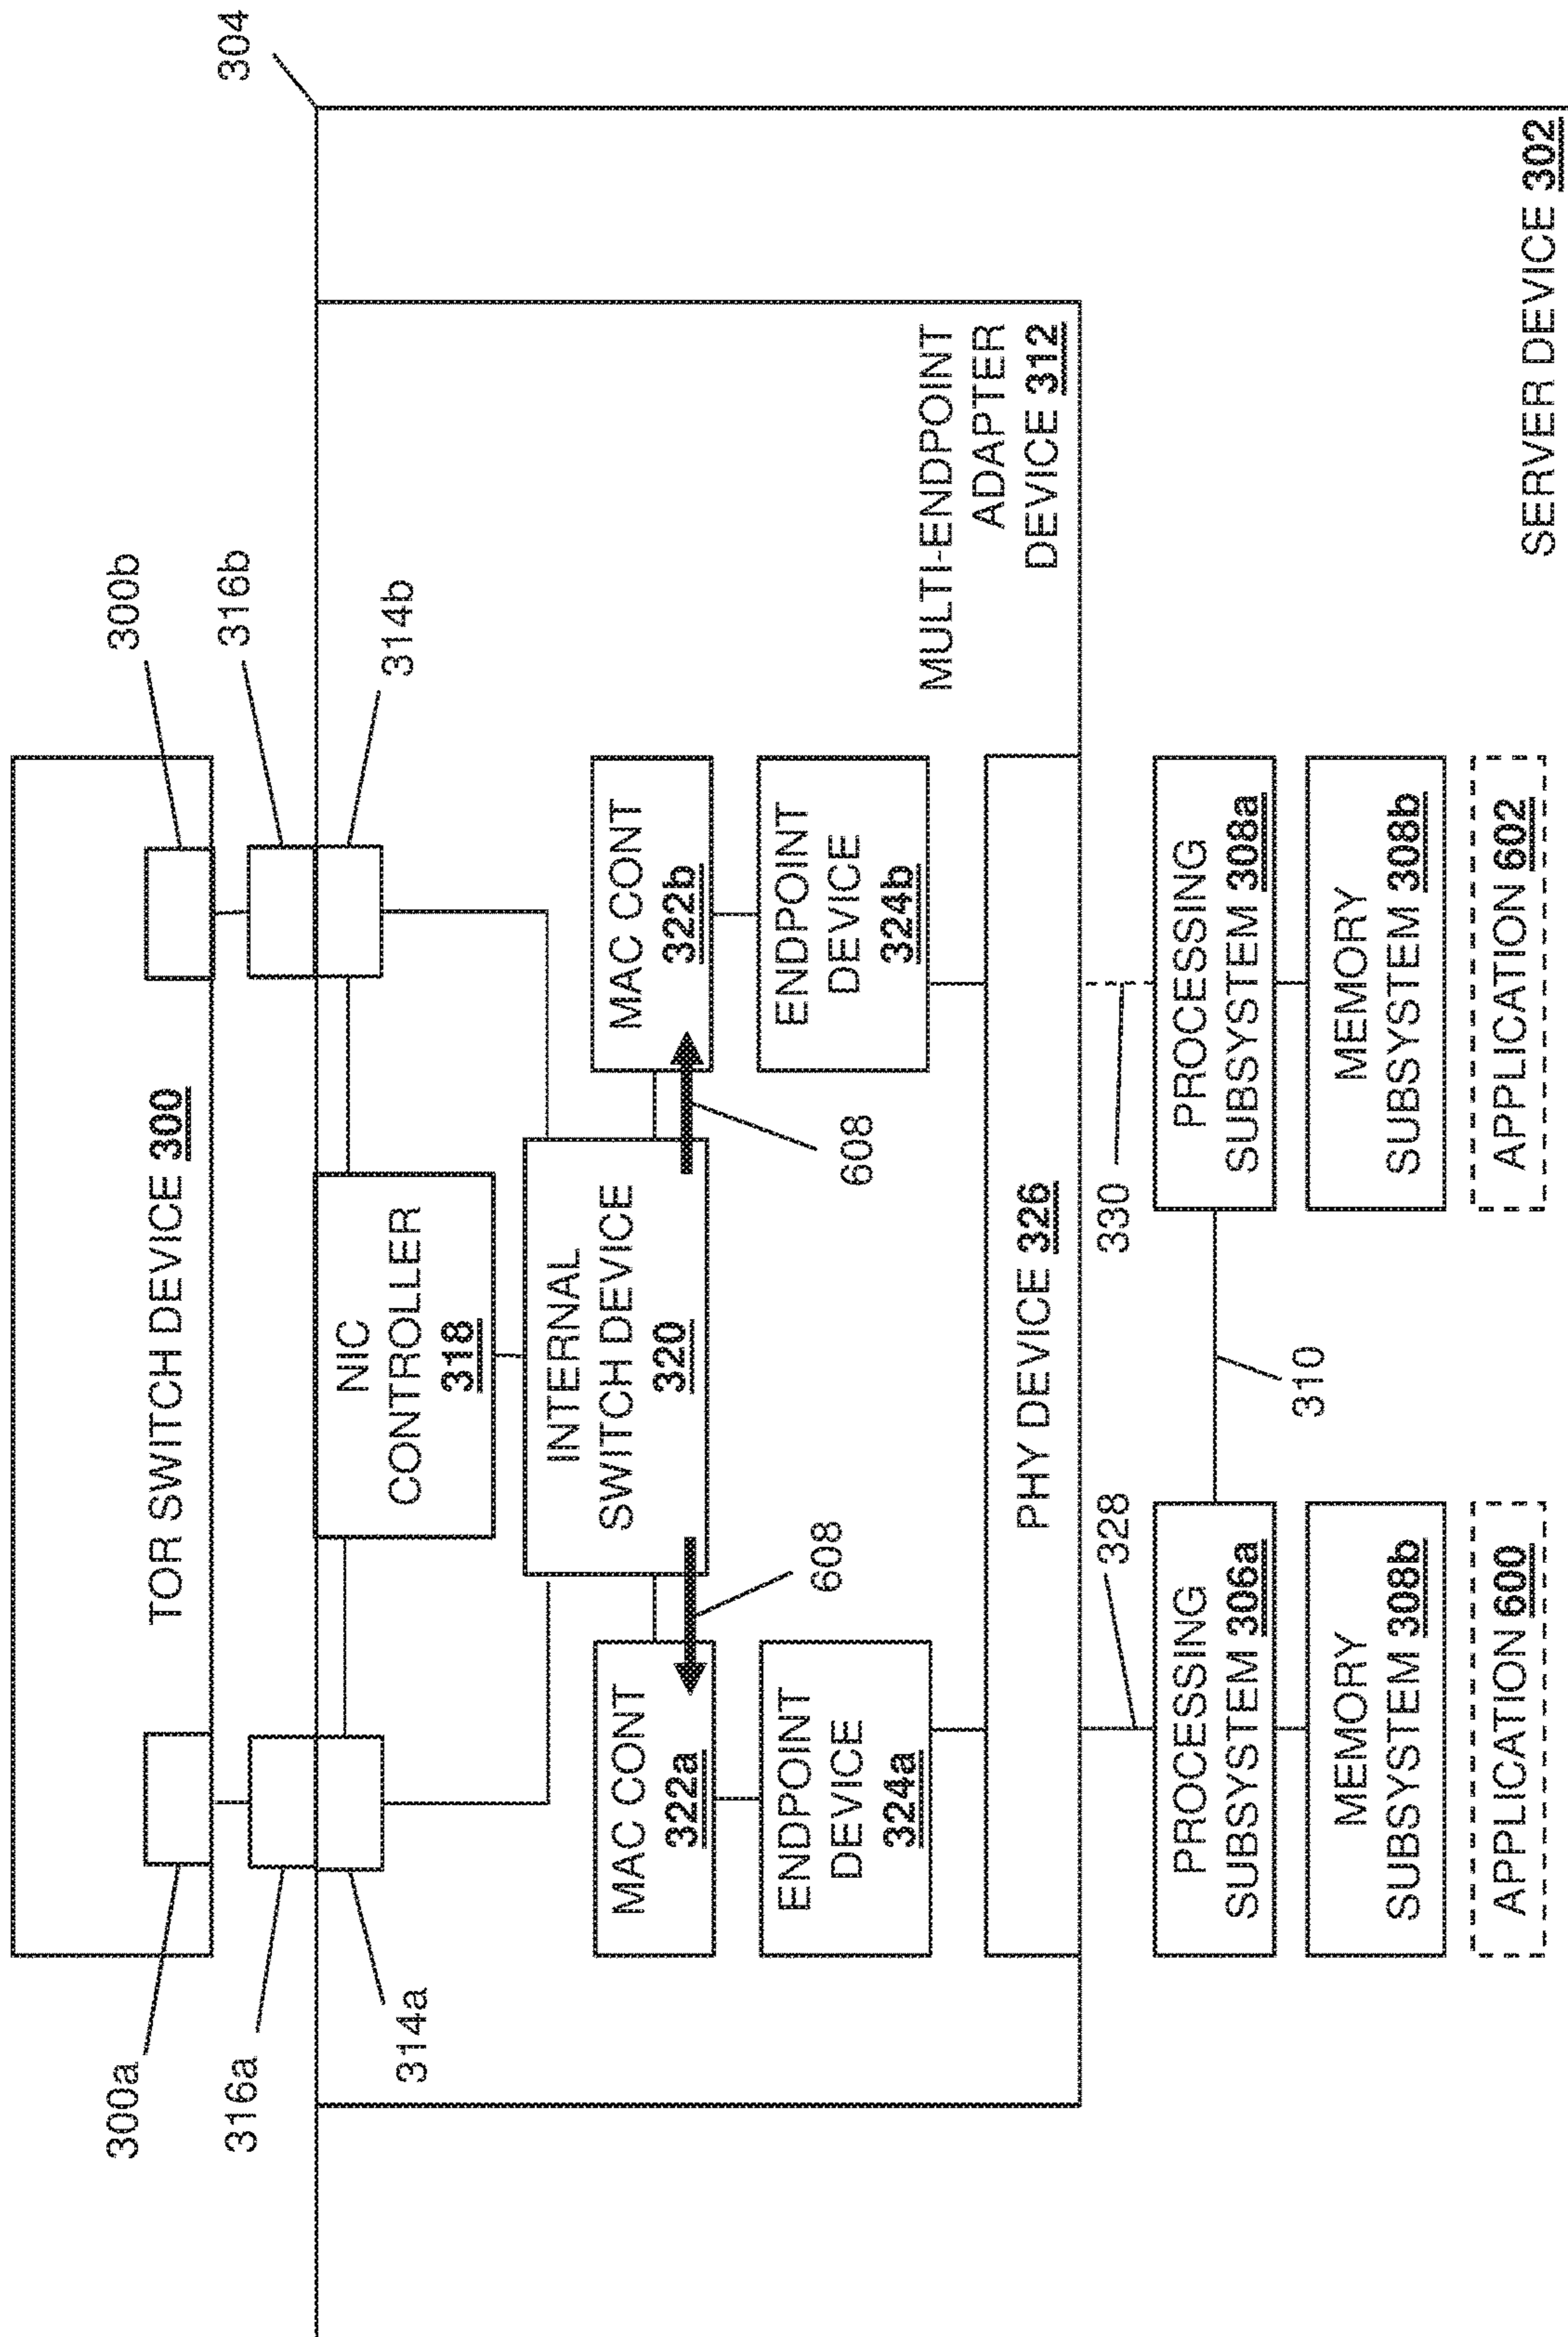 304
300b
316b
314b
300a
316a
314a
TOR SWITCH DEVICE 300
NIC
CONTROLLER
318
INTERNAL
SWITCH DEVICE
320
608
608
MAC CONT
322a
MAC CONT
322b
ENDPOINT
DEVICE
324a
ENDPOINT
DEVICE
324b
PHY DEVICE 326
MULTI-ENDPOINT
ADAPTER
DEVICE 312
328
330
310
PROCESSING
SUBSYSTEM 306a
PROCESSING
SUBSYSTEM 308a
MEMORY
SUBSYSTEM 308b
MEMORY
SUBSYSTEM 308b
APPLICATION 600
APPLICATION 602
SERVER DEVICE 302